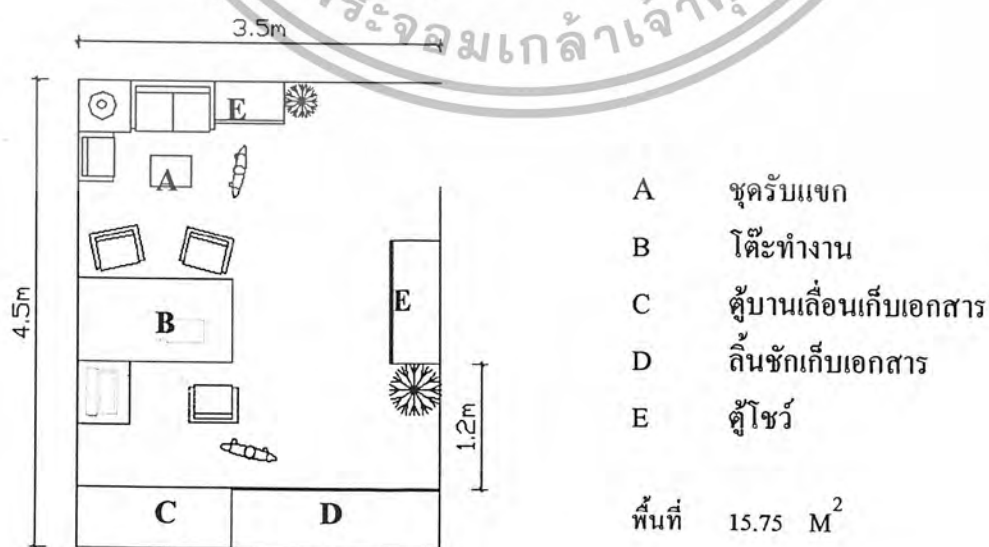 ระจอมเกล้าเจ้า
3.5m
E
A
4.5m
B
E
1.2m
C
D
A ชุดรับแขก
B โต๊ะทำงาน
C ตู้บานเลื่อนเก็บเอกสาร
D ลิ้นชักเก็บเอกสาร
E ตู้โชว์
พื้นที่ 15.75 M²